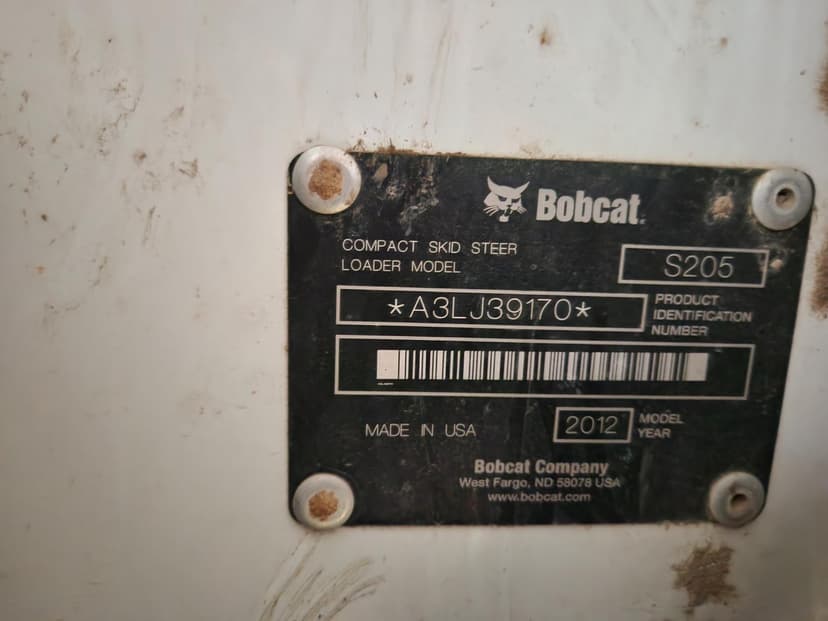 Bobcat.
COMPACT SKID STEER
LOADER MODEL
S205
*A3LJ39170*
PRODUCT
IDENTIFICATION
NUMBER
MADE IN USA
2012
MODEL
YEAR
Bobcat Company
West Fargo, ND 58078 USA
www.bobcat.com